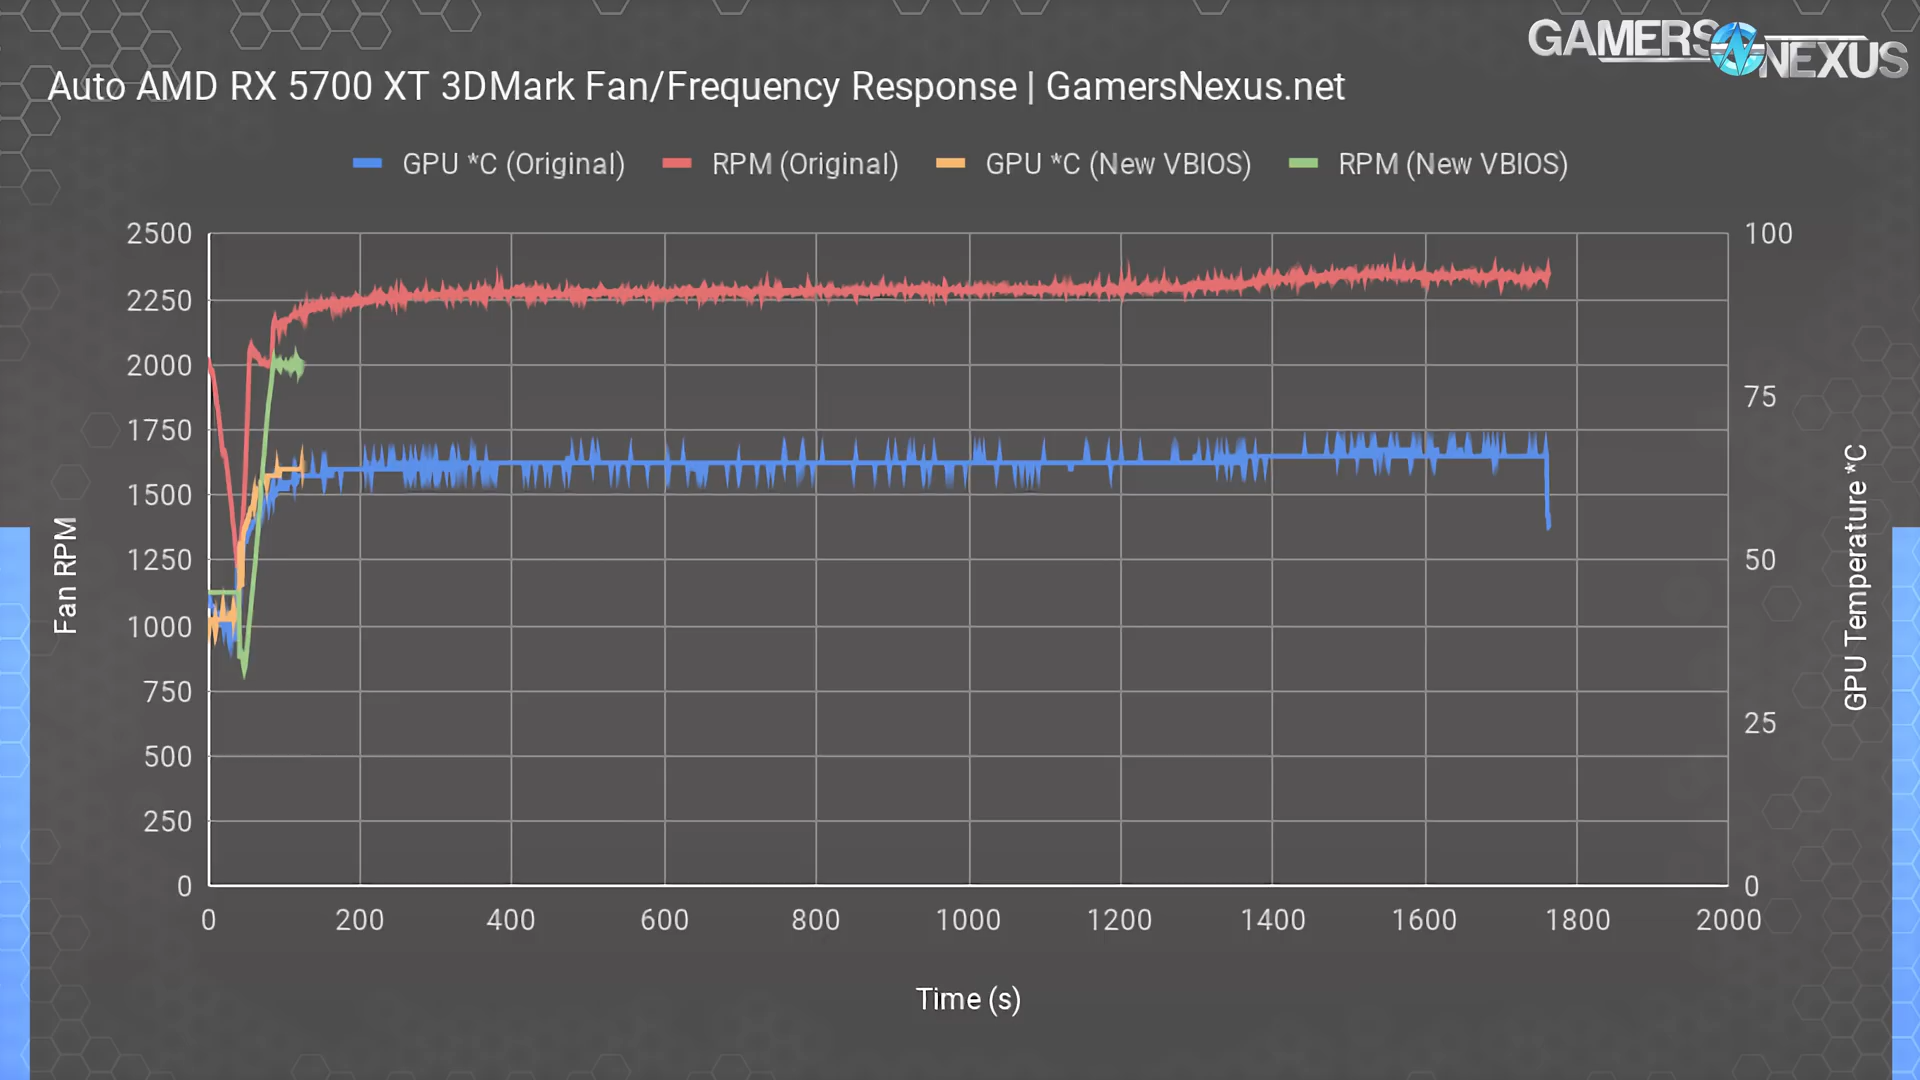 GAMERS NEXUS
Auto AMD RX 5700 XT 3DMark Fan/Frequency Response | GamersNexus.net
GPU *C (Original) RPM (Original) GPU *C (New VBIOS) RPM (New VBIOS)
2500
2250
2000
1750
1500
1250
1000
750
500
250
0
Fan RPM
100
75
50
25
0
GPU Temperature *C
0 200 400 600 800 1000 1200 1400 1600 1800 2000
Time (s)